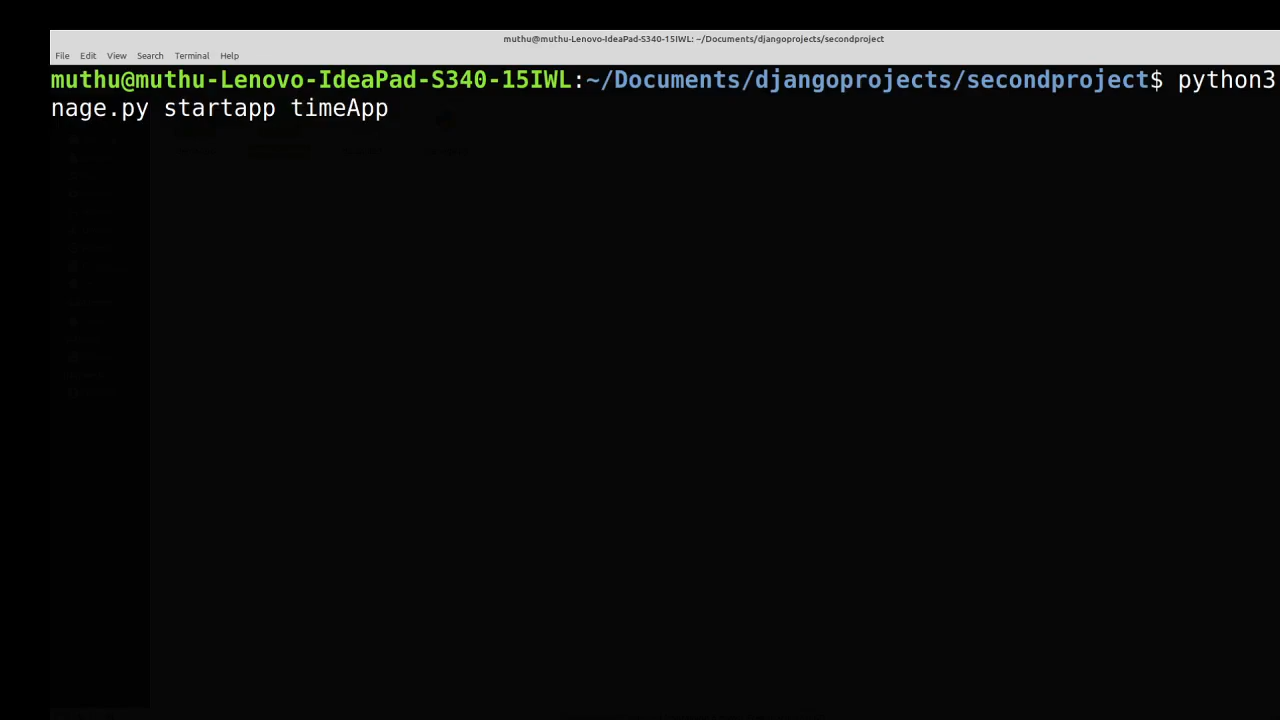 muthu@muthu-Lenovo-IdeaPad-S340-15IWL: ~/Documents/djangoprojects/secondproject
File Edit View Search Terminal Help
muthu@muthu-Lenovo-IdeaPad-S340-15IWL:~/Documents/djangoprojects/secondproject$ python3
nage.py startapp timeApp